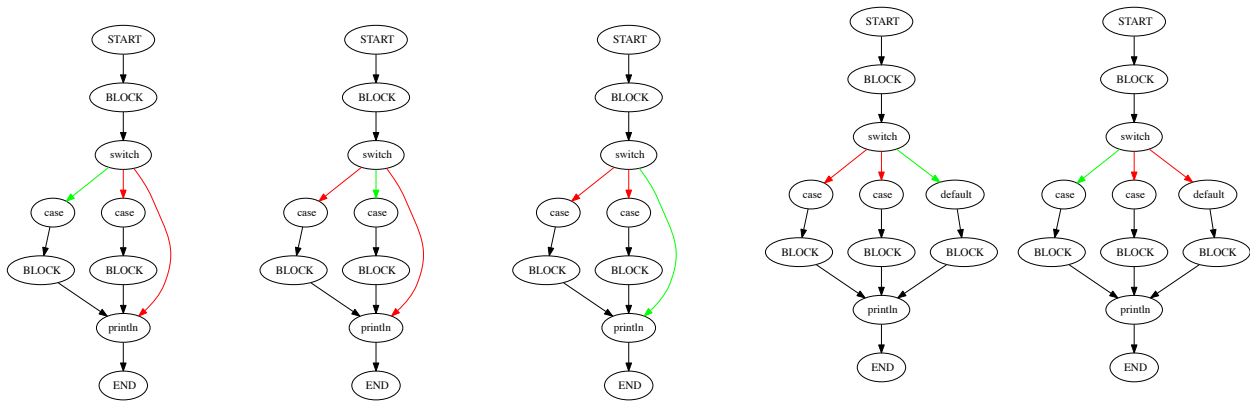 START
BLOCK
switch
case case
BLOCK BLOCK
println
END
START
BLOCK
switch
case case
BLOCK BLOCK
println
END
START
BLOCK
switch
case case
BLOCK BLOCK
println
END
START
BLOCK
switch
case case default
BLOCK BLOCK BLOCK
println
END
START
BLOCK
switch
case case default
BLOCK BLOCK BLOCK
println
END